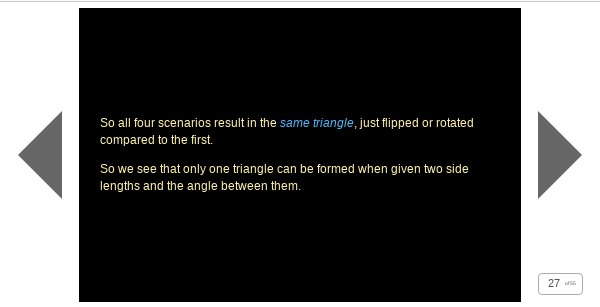 So all four scenarios result in the same triangle, just flipped or rotated
compared to the first.
So we see that only one triangle can be formed when given two side
lengths and the angle between them.
27 of 55